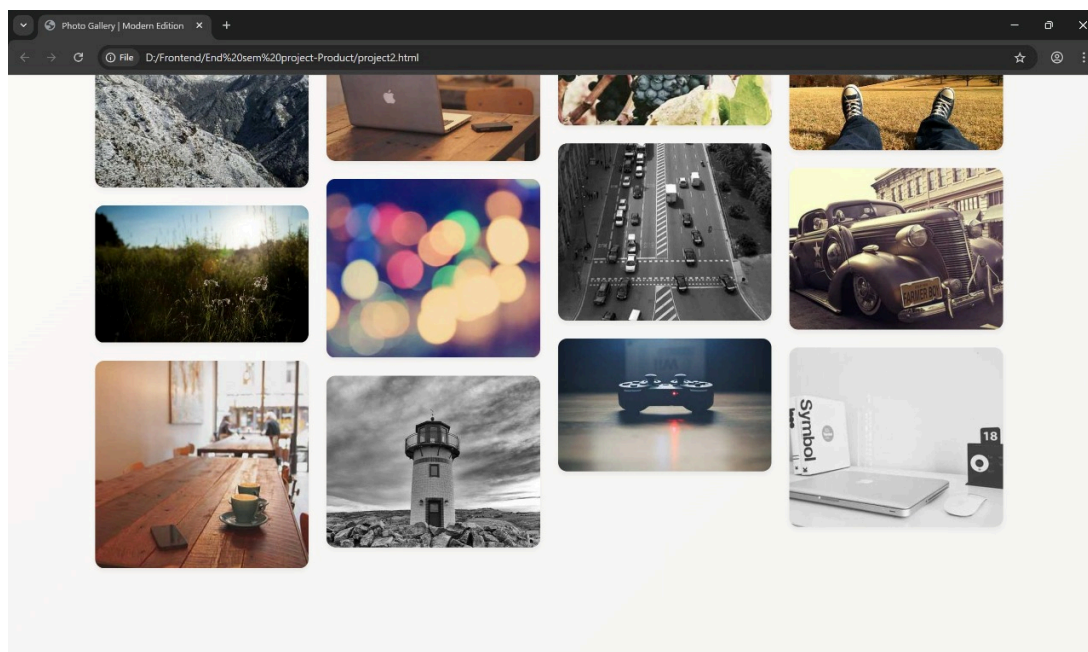 Photo Gallery | Modern Edition
File
D:/Frontend/End%20sem%20project-Product/project2.html
FARMER BOY
Symbol
18